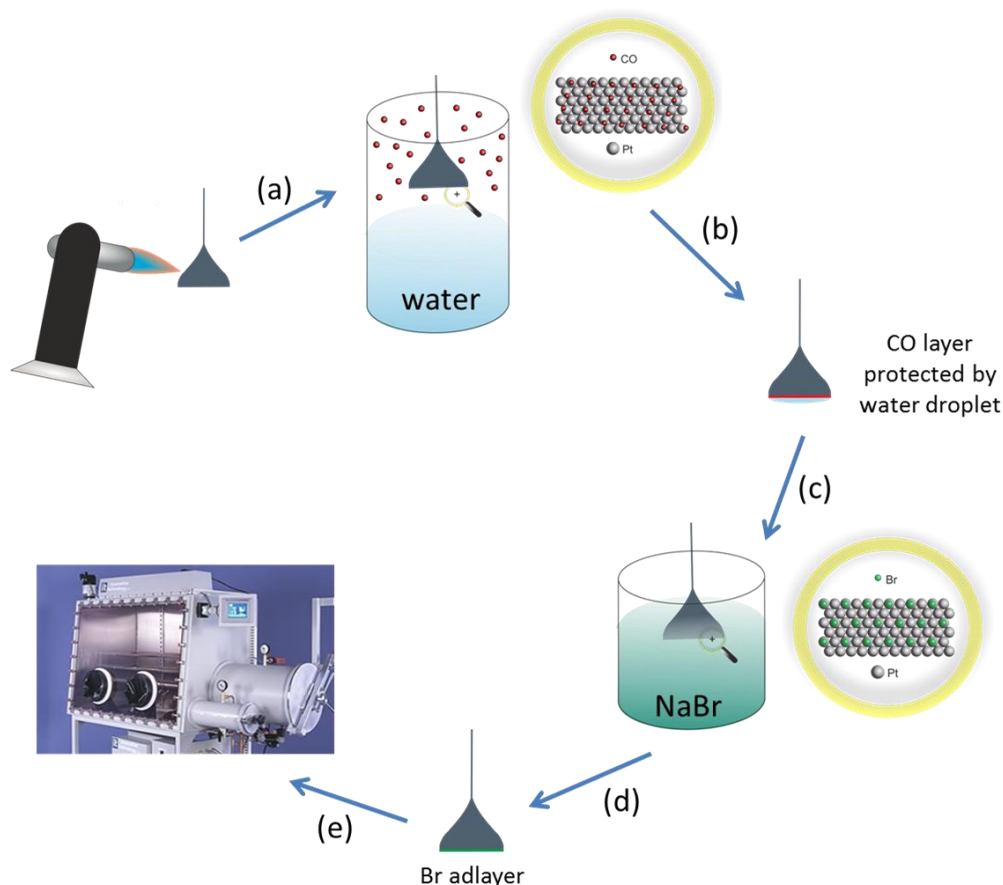 CO
Pt
(a)
water
(b)
CO layer
protected by
water droplet
(c)
Br
Pt
NaBr
(d)
(e)
Br adlayer